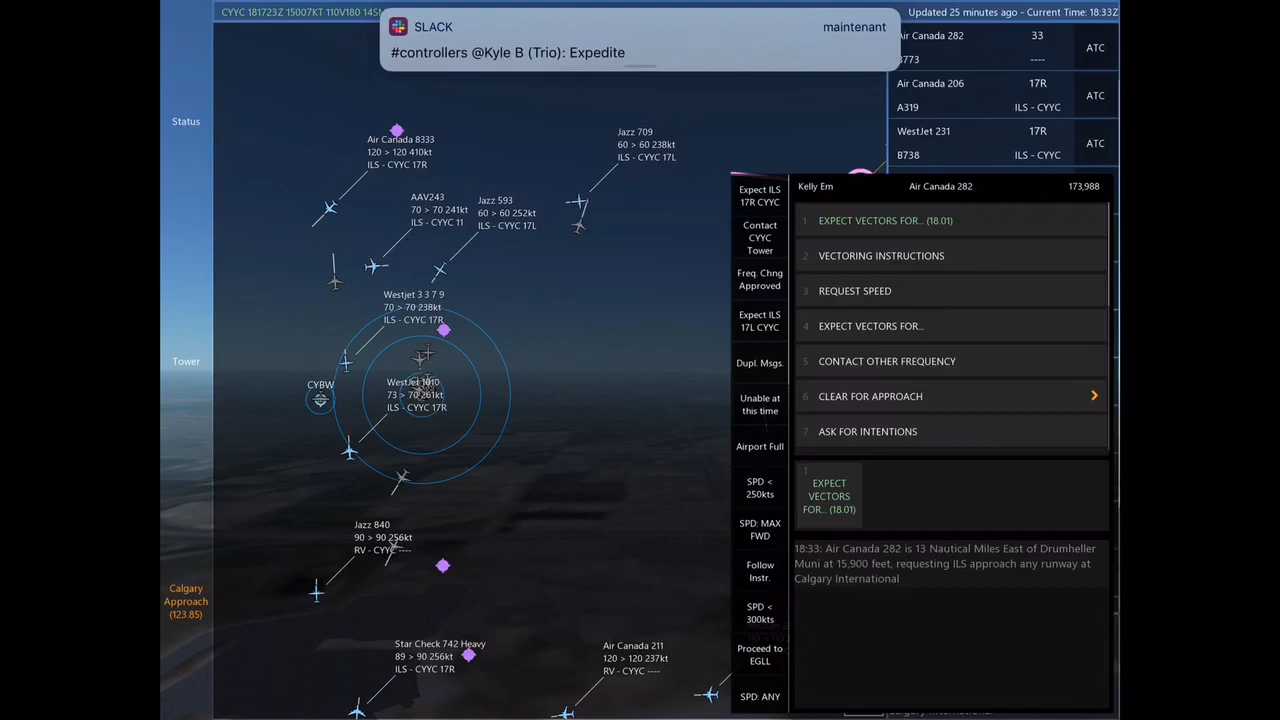 CYYC 181723Z 15007KT 110V180 14SM
Updated 25 minutes ago - Current Time: 18:33Z
SLACK
maintenant
#controllers @Kyle B (Trio): Expedite
Air Canada 282
33
B773
----
ATC
Air Canada 206
17R
A319
ILS - CYYC
ATC
WestJet 231
17R
B738
ILS - CYYC
ATC
Status
Tower
Calgary
Approach
(123.85)
Air Canada 8333
120 > 120 410kt
ILS - CYYC 17R
Jazz 709
60 > 60 238kt
ILS - CYYC 17L
AAV243
70 > 70 241kt
ILS - CYYC 11
Jazz 593
60 > 60 252kt
ILS - CYYC 17L
Westjet 3 3 7 9
70 > 70 238kt
ILS - CYYC 17R
CYBW
WestJet 1010
73 > 70 261kt
ILS - CYYC 17R
Jazz 840
90 > 90 256kt
RV - CYYC ----
Star Check 742 Heavy
89 > 90 256kt
ILS - CYYC 17R
Air Canada 211
120 > 120 237kt
RV - CYYC ----
Expect ILS
17R CYYC
Contact
CYYC
Tower
Freq. Chng
Approved
Expect ILS
17L CYYC
Dupl. Msgs.
Unable at
this time
Airport Full
SPD <
250kts
SPD: MAX
FWD
Follow
Instr.
SPD <
300kts
Proceed to
EGLL
SPD: ANY
Kelly Em
Air Canada 282
173,988
1 EXPECT VECTORS FOR... (18.01)
2 VECTORING INSTRUCTIONS
3 REQUEST SPEED
4 EXPECT VECTORS FOR...
5 CONTACT OTHER FREQUENCY
6 CLEAR FOR APPROACH
7 ASK FOR INTENTIONS
1
EXPECT
VECTORS
FOR... (18.01)
18:33: Air Canada 282 is 13 Nautical Miles East of Drumheller
Muni at 15,900 feet, requesting ILS approach any runway at
Calgary International